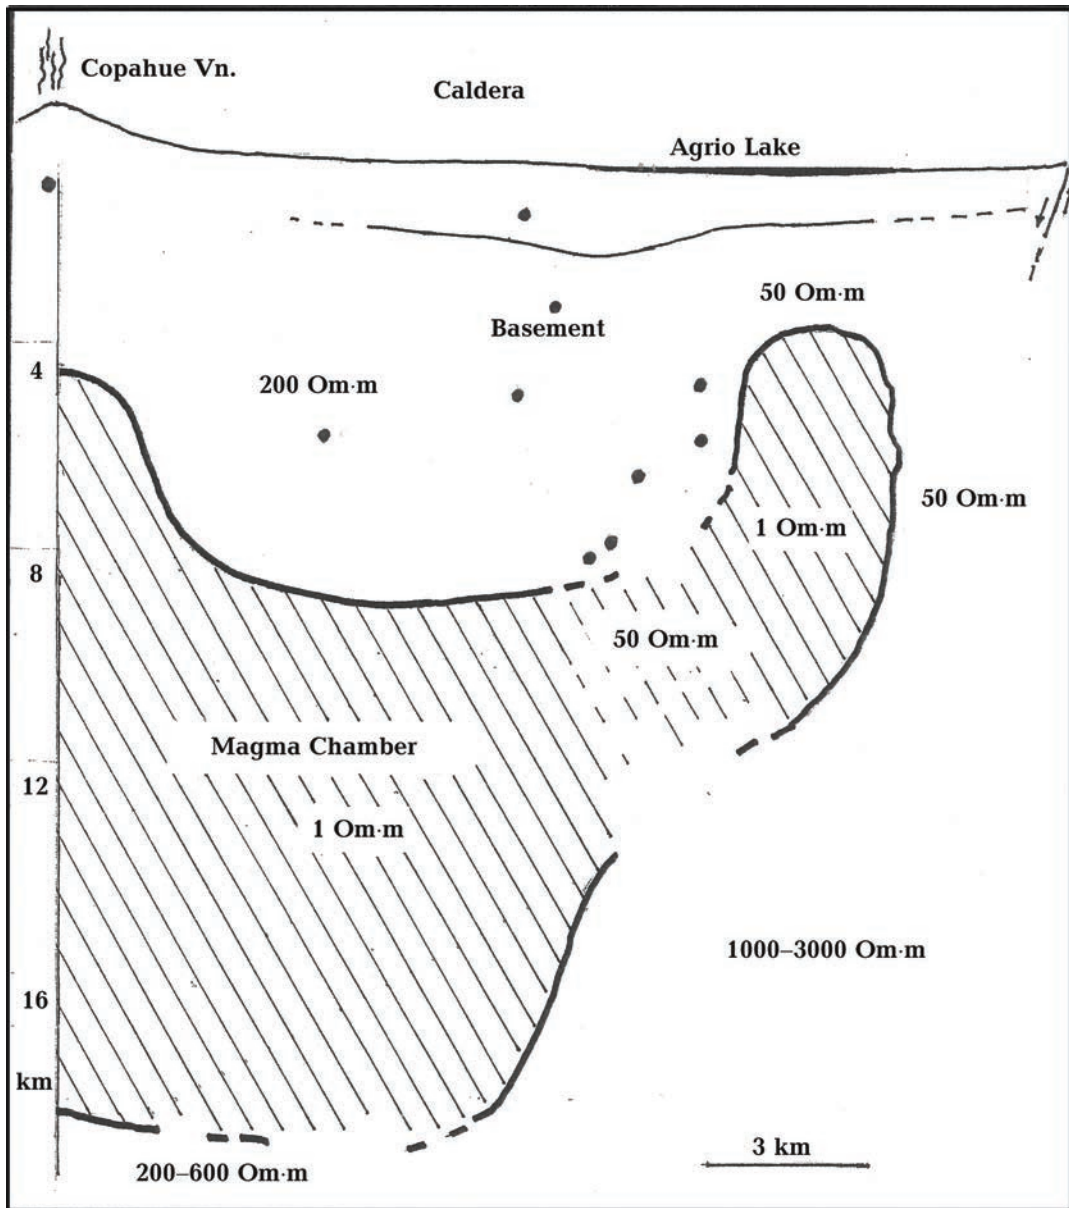 Copahue Vn.
Caldera
Agrio Lake
50 Om·m
Basement
4
200 Om·m
50 Om·m
1 Om·m
8
50 Om·m
Magma Chamber
12
1 Om·m
1000–3000 Om·m
16
km
3 km
200–600 Om·m